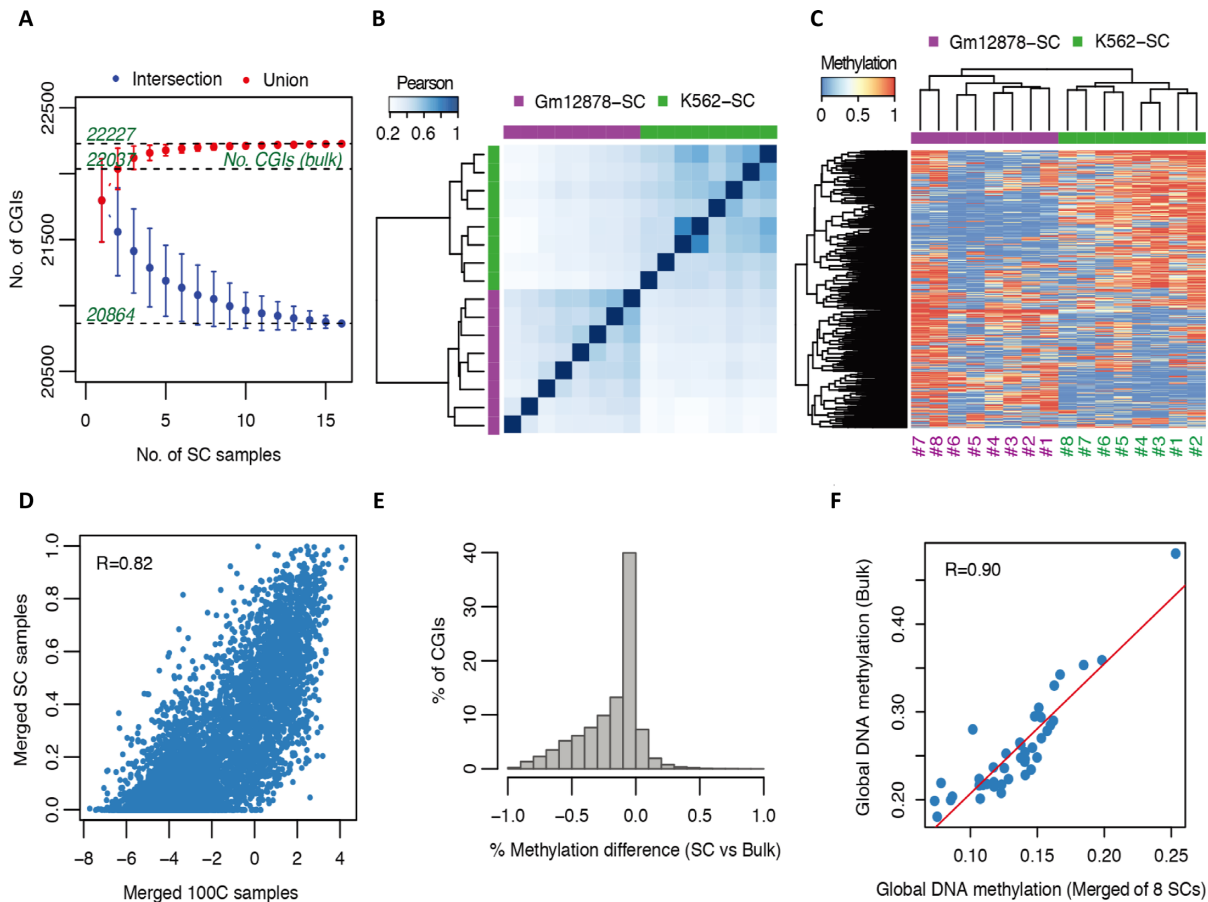 A
Intersection
Union
22500
21500
20500
22227
22037
No. CGIs (bulk)
20864
No. of CGIs
0
5
10
15
No. of SC samples
B
Pearson
0.2
0.6
1
Gm12878-SC
K562-SC
C
Methylation
0
0.5
1
Gm12878-SC
K562-SC
#7
#8
#6
#5
#4
#3
#2
#1
#8
#7
#6
#5
#4
#3
#1
#2
D
R=0.82
Merged SC samples
1.0
0.8
0.6
0.4
0.2
0.0
−8
−6
−4
−2
0
2
4
Merged 100C samples
E
% of CGIs
40
30
20
10
0
−1.0
−0.5
0.0
0.5
1.0
% Methylation difference (SC vs Bulk)
F
R=0.90
Global DNA methylation (Bulk)
0.40
0.30
0.20
0.10
0.15
0.20
0.25
Global DNA methylation (Merged of 8 SCs)